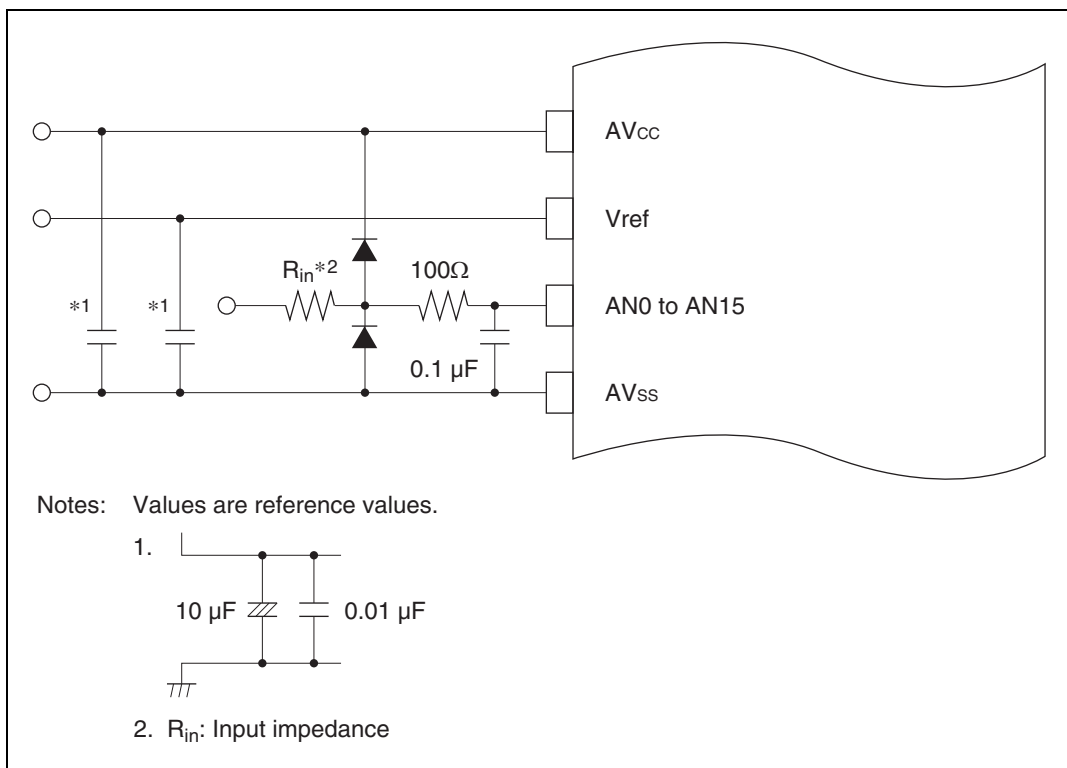 AVCC
Vref
Rin*2
100Ω
*1
*1
AN0 to AN15
0.1 µF
AVSS
Notes: Values are reference values.
1.
10 µF
0.01 µF
2. Rin: Input impedance